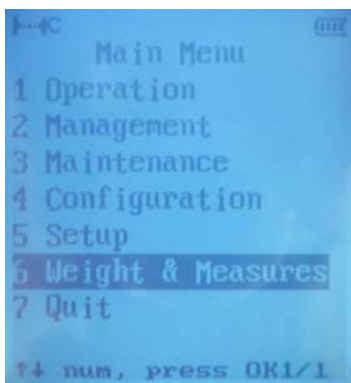 Main Menu
1 Operation
2 Management
3 Maintenance
4 Configuration
5 Setup
6 Weight & Measures
7 Quit
↑↓ num, press OK1/1